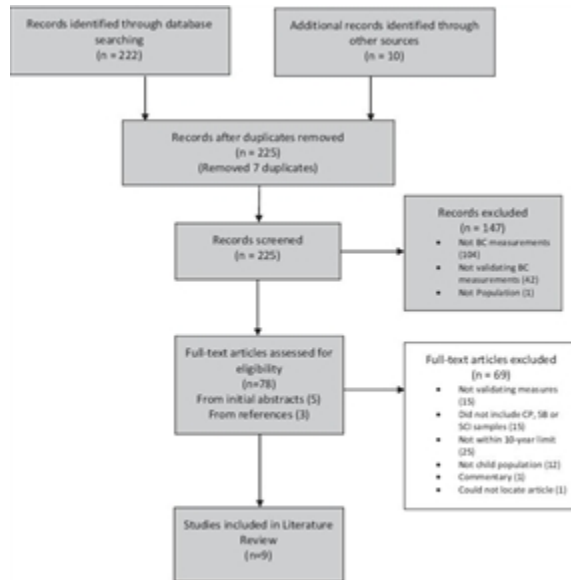 Records identified through database
searching
(n = 222)
Additional records identified through
other sources
(n = 10)
Records after duplicates removed
(n = 225)
(Removed 7 duplicates)
Records screened
(n = 225)
Records excluded
(n = 147)
• Not BC measurements
(104)
• Not validating BC
measurements (42)
• Not Population (1)
Full-text articles assessed for
eligibility
(n=78)
From initial abstracts (5)
From references (3)
Full-text articles excluded
(n = 69)
• Not validating measures
(15)
• Did not include CP, SB or
SCI samples (15)
• Not within 10-year limit
(25)
• Not child population (12)
• Commentary (1)
• Could not locate article (1)
Studies included in Literature
Review
(n=9)